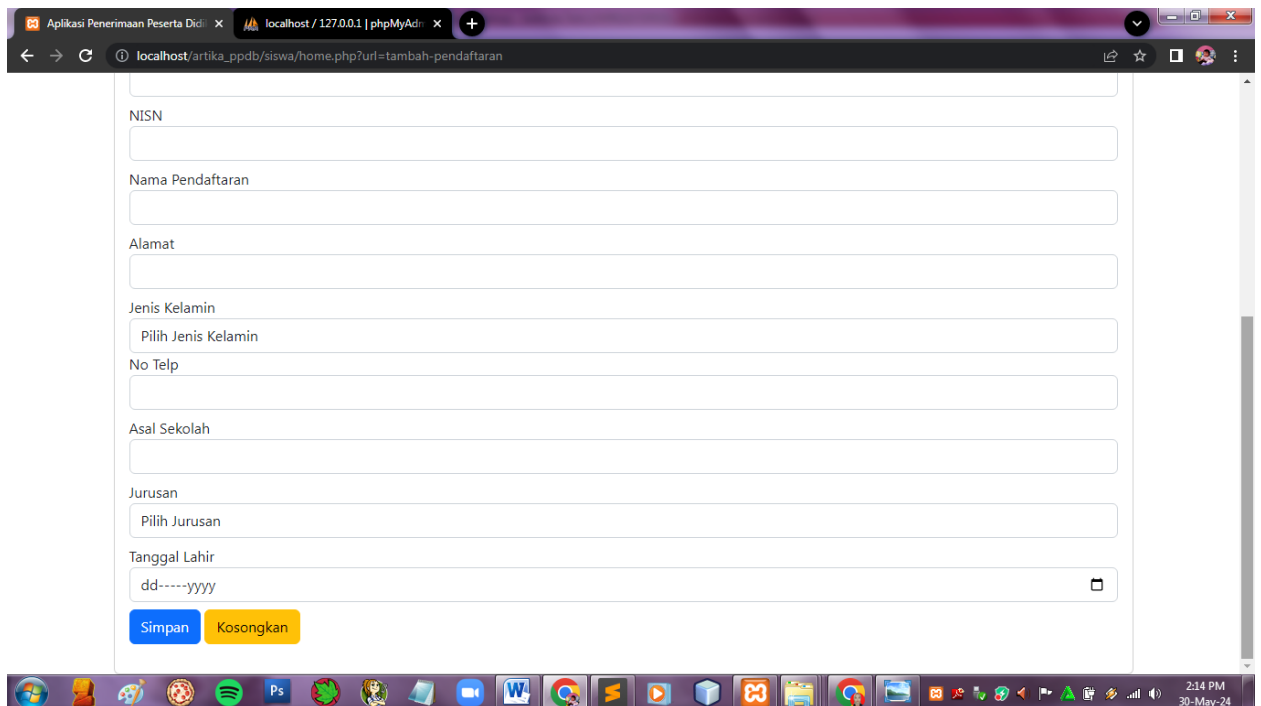 Aplikasi Penerimaan Peserta Didi
localhost / 127.0.0.1 | phpMyAdn
localhost/artika_ppdb/siswa/home.php?url=tambah-pendaftaran
NISN
Nama Pendaftaran
Alamat
Jenis Kelamin
Pilih Jenis Kelamin
No Telp
Asal Sekolah
Jurusan
Pilih Jurusan
Tanggal Lahir
dd-----yyyy
Simpan Kosongkan
Ps
W
2:14 PM
30-May-24